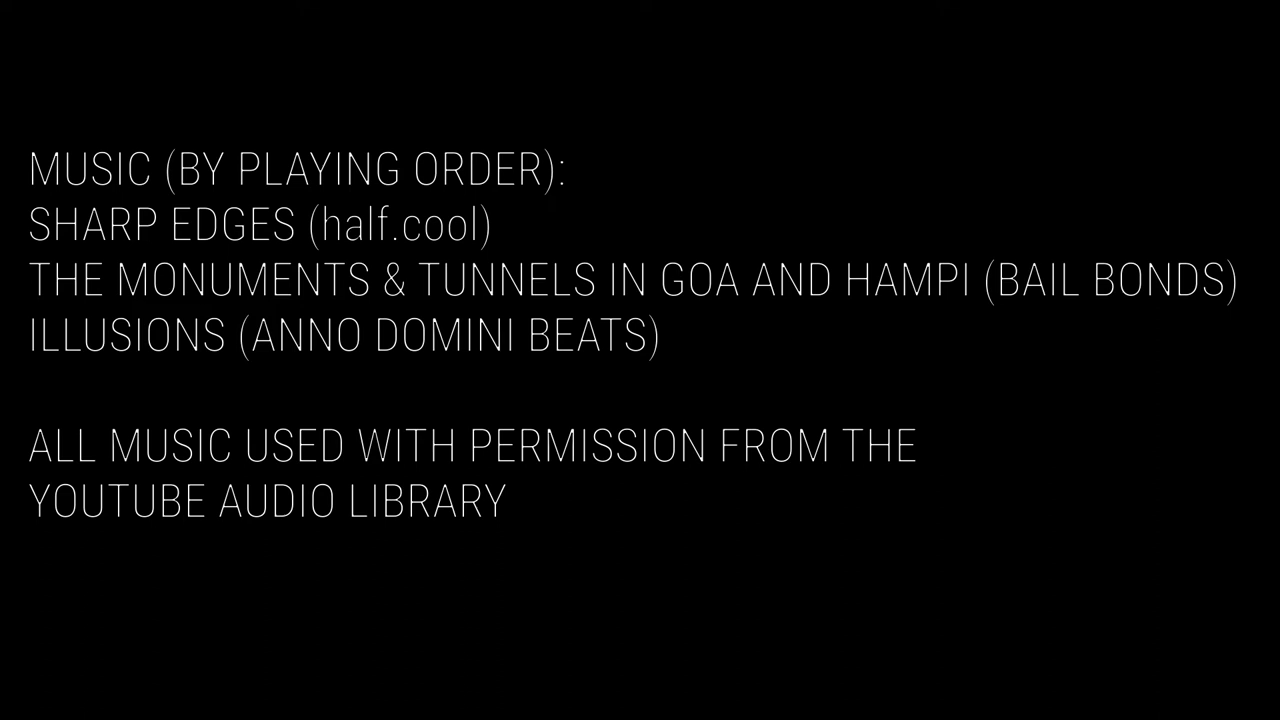 MUSIC (BY PLAYING ORDER):
SHARP EDGES (half.cool)
THE MONUMENTS & TUNNELS IN GOA AND HAMPI (BAIL BONDS)
ILLUSIONS (ANNO DOMINI BEATS)
ALL MUSIC USED WITH PERMISSION FROM THE
YOUTUBE AUDIO LIBRARY